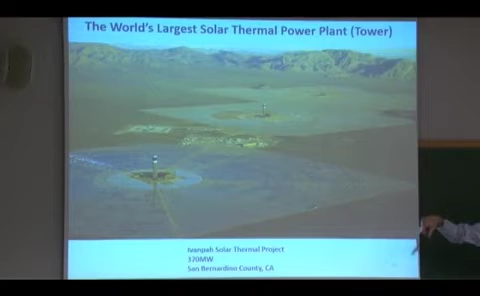 The World's Largest Solar Thermal Power Plant (Tower)
Ivanpah Solar Thermal Project
370MW
San Bernardino County, CA